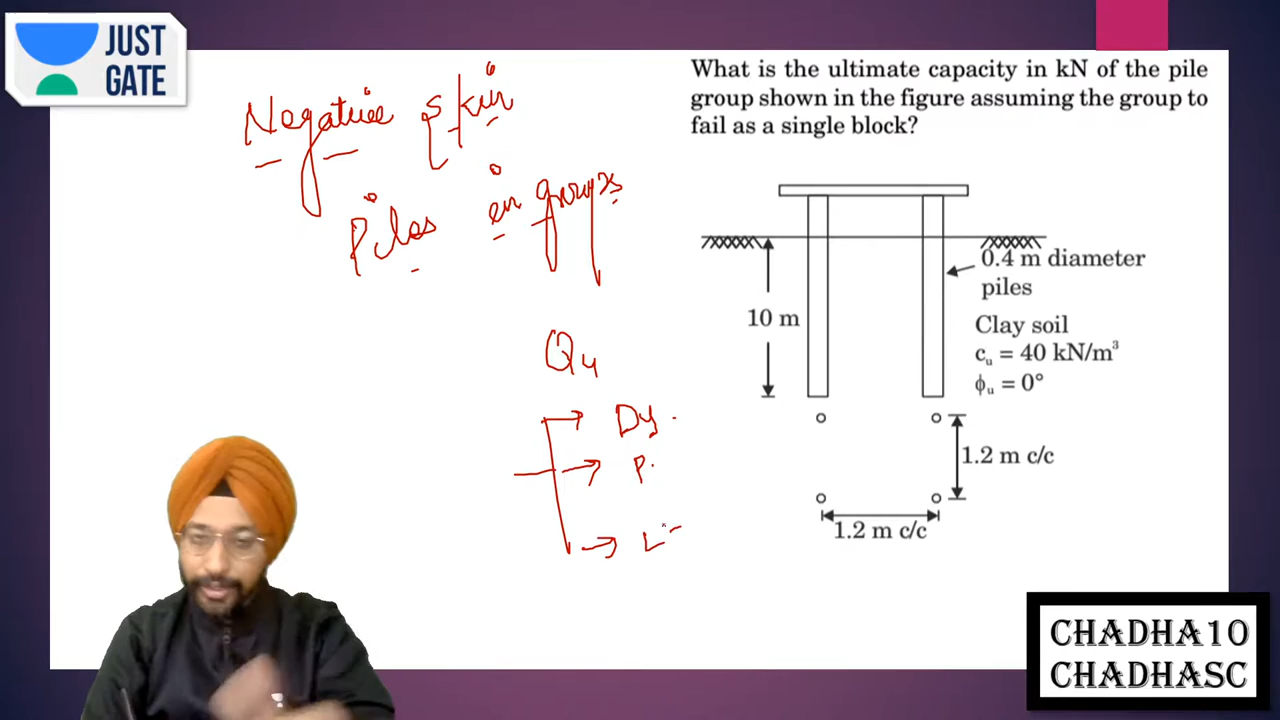 JUST
GATE
Negative skin
Piles in groups
Qu
Dy.
P.
What is the ultimate capacity in kN of the pile
group shown in the figure assuming the group to
fail as a single block?
0.4 m diameter
piles
10 m
Clay soil
cᵤ = 40 kN/m³
ϕᵤ = 0°
1.2 m c/c
1.2 m c/c
CHADHA10
CHADHASC